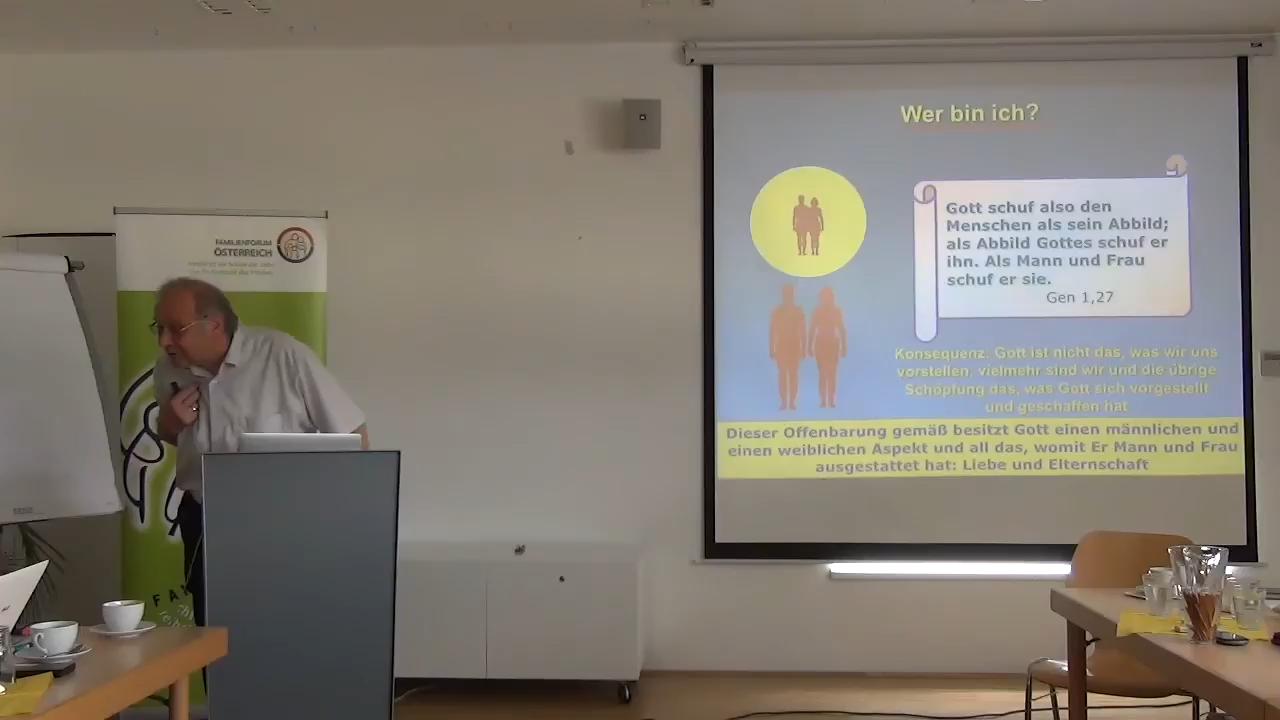 Wer bin ich?
Gott schuf also den
Menschen als sein Abbild;
als Abbild Gottes schuf er
ihn. Als Mann und Frau
schuf er sie.
Gen 1,27
Konsequenz: Gott ist nicht das, was wir uns
vorstellen, vielmehr sind wir und die übrige
Schöpfung das, was Gott sich vorgestellt
und geschaffen hat
Dieser Offenbarung gemäß besitzt Gott einen männlichen und
einen weiblichen Aspekt und all das, womit Er Mann und Frau
ausgestattet hat: Liebe und Elternschaft
FAMILIENFORUM
ÖSTERREICH